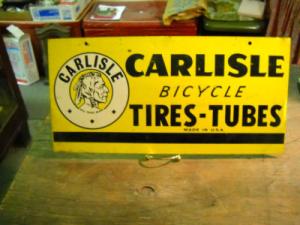 CARLISLE
CARLISLE
BICYCLE
TIRES-TUBES
MADE IN U.S.A.